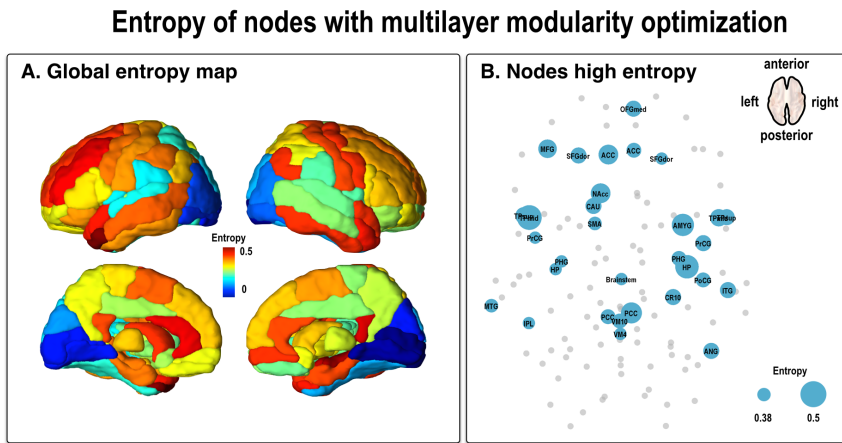 Entropy of nodes with multilayer modularity optimization
A. Global entropy map
Entropy
0.5
0
B. Nodes high entropy
anterior
left
right
posterior
OFGmed
MFG
SFGdor
ACC
ACC
SFGdor
NAcc
CAU
SMA
AMYG
PrCG
PrCG
PHG
HP
PHG
HP
Brainstem
PoCG
CR10
ITG
MTG
IPL
PCC
PCC
VM10
VM4
ANG
Entropy
0.38
0.5